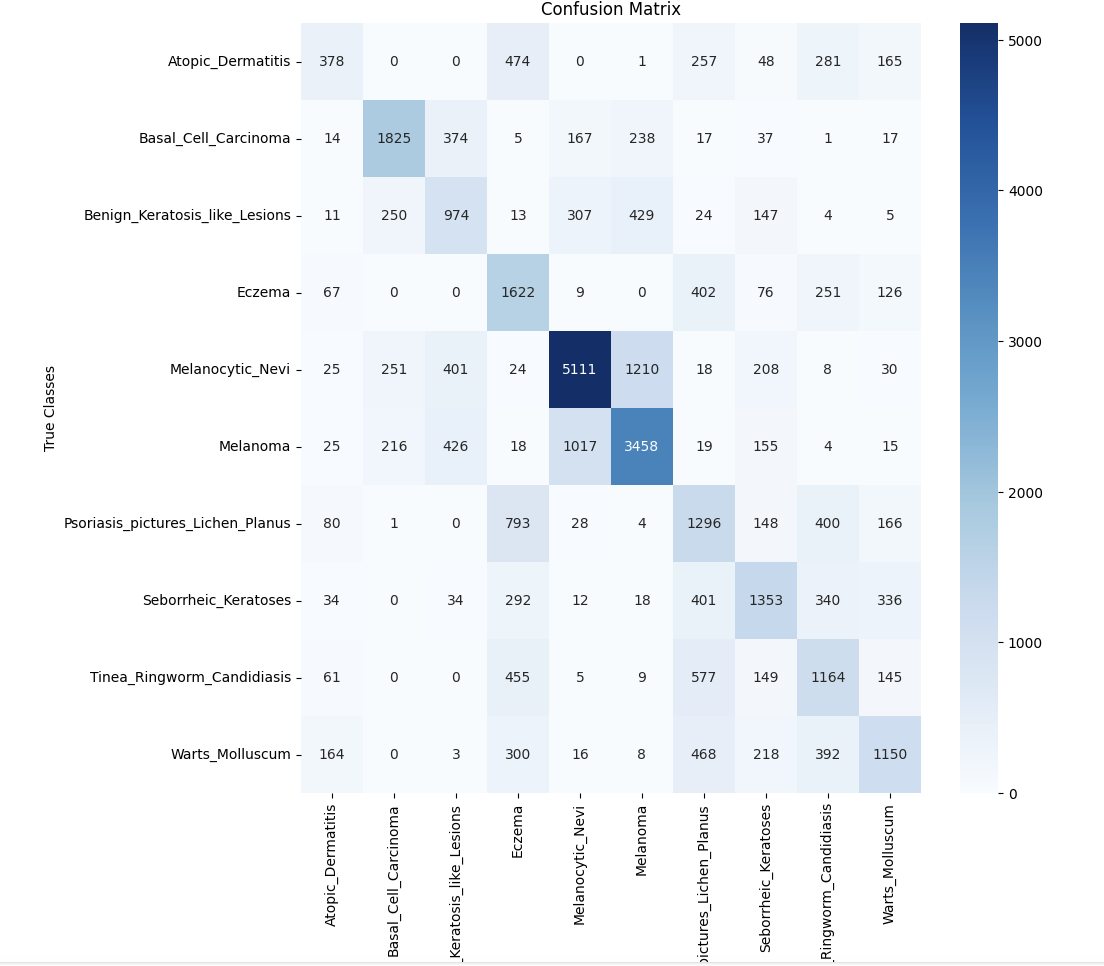 Confusion Matrix
Atopic_Dermatitis 378 0 0 474 0 1 257 48 281 165
Basal_Cell_Carcinoma 14 1825 374 5 167 238 17 37 1 17
Benign_Keratosis_like_Lesions 11 250 974 13 307 429 24 147 4 5
Eczema 67 0 0 1622 9 0 402 76 251 126
Melanocytic_Nevi 25 251 401 24 5111 1210 18 208 8 30
Melanoma 25 216 426 18 1017 3458 19 155 4 15
Psoriasis_pictures_Lichen_Planus 80 1 0 793 28 4 1296 148 400 166
Seborrheic_Keratoses 34 0 34 292 12 18 401 1353 340 336
Tinea_Ringworm_Candidiasis 61 0 0 455 5 9 577 149 1164 145
Warts_Molluscum 164 0 3 300 16 8 468 218 392 1150
True Classes
Atopic_Dermatitis
Basal_Cell_Carcinoma
_Keratosis_like_Lesions
Eczema
Melanocytic_Nevi
Melanoma
pictures_Lichen_Planus
Seborrheic_Keratoses
_Ringworm_Candidiasis
Warts_Molluscum
5000
4000
3000
2000
1000
0